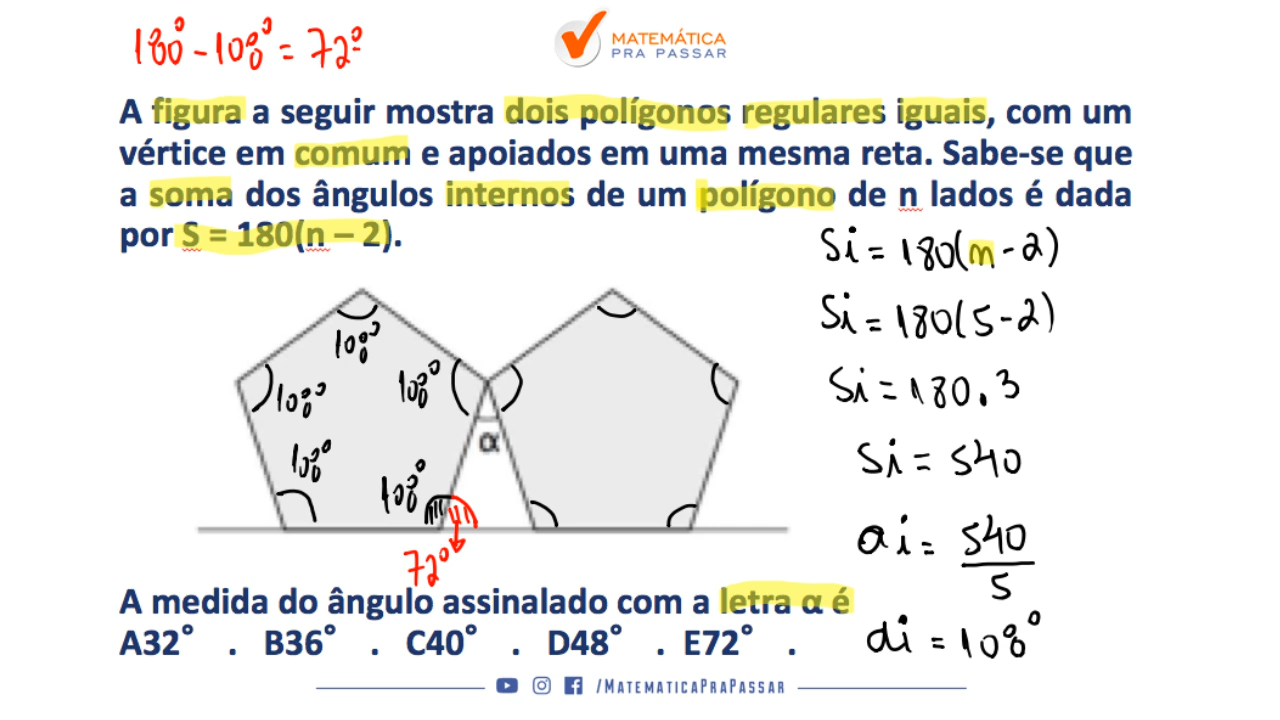 180° - 108° = 72°
MATEMÁTICA
PRA PASSAR
A figura a seguir mostra dois polígonos regulares iguais, com um
vértice em comum e apoiados em uma mesma reta. Sabe-se que
a soma dos ângulos internos de um polígono de n lados é dada
por S = 180(n – 2).
Si = 180(n - 2)
Si = 180(5 - 2)
Si = 180 . 3
Si = 540
ai = 540
5
ai = 108°
108°
108°
108°
108°
108°
α
72°
A medida do ângulo assinalado com a letra α é
A32° . B36° . C40° . D48° . E72° .
/MATEMATICAPRAPASSAR